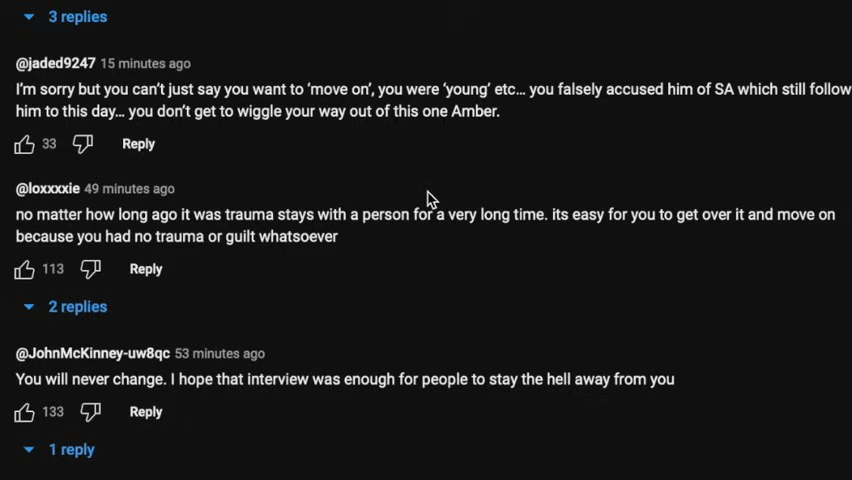 3 replies
@jaded9247 15 minutes ago
I'm sorry but you can't just say you want to 'move on', you were 'young' etc... you falsely accused him of SA which still follow
him to this day... you don't get to wiggle your way out of this one Amber.
33 Reply
@loxxxxie 49 minutes ago
no matter how long ago it was trauma stays with a person for a very long time. its easy for you to get over it and move on
because you had no trauma or guilt whatsoever
113 Reply
2 replies
@JohnMcKinney-uw8qc 53 minutes ago
You will never change. I hope that interview was enough for people to stay the hell away from you
133 Reply
1 reply